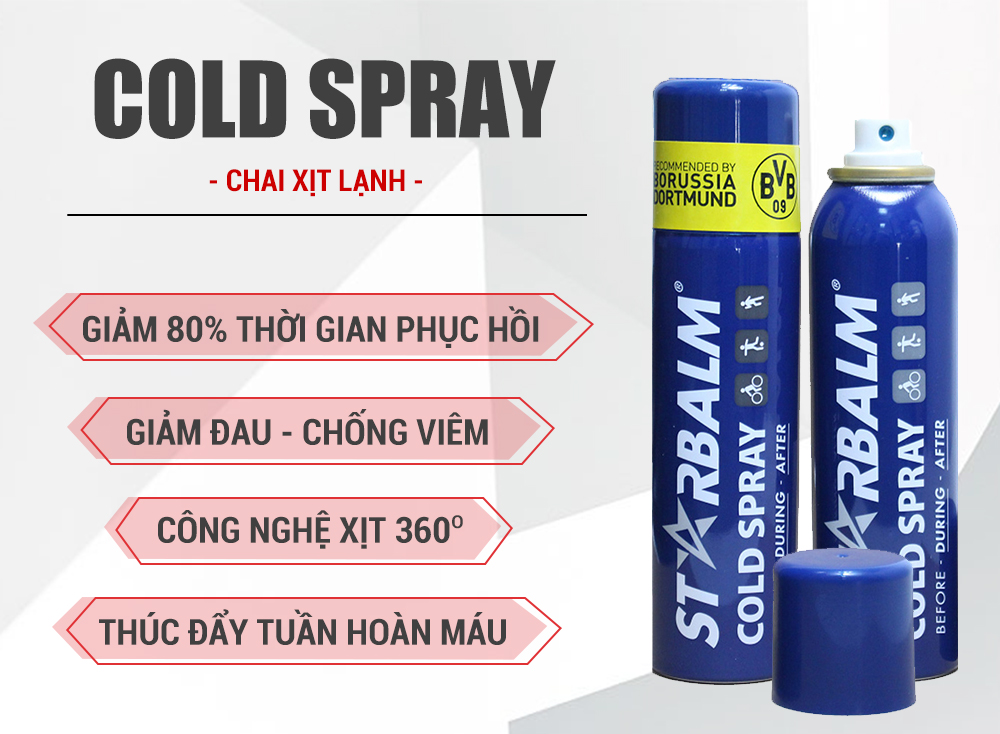 COLD SPRAY
- CHAI XỊT LẠNH -
GIẢM 80% THỜI GIAN PHỤC HỒI
GIẢM ĐAU - CHỐNG VIÊM
CÔNG NGHỆ XỊT 360⁰
THÚC ĐẨY TUẦN HOÀN MÁU
RECOMMENDED BY
BORUSSIA
DORTMUND
BVB
09
STARBALM®
COLD SPRAY
DURING - AFTER
RBALM®
COLD SPRAY
BEFORE - DURING - AFTER